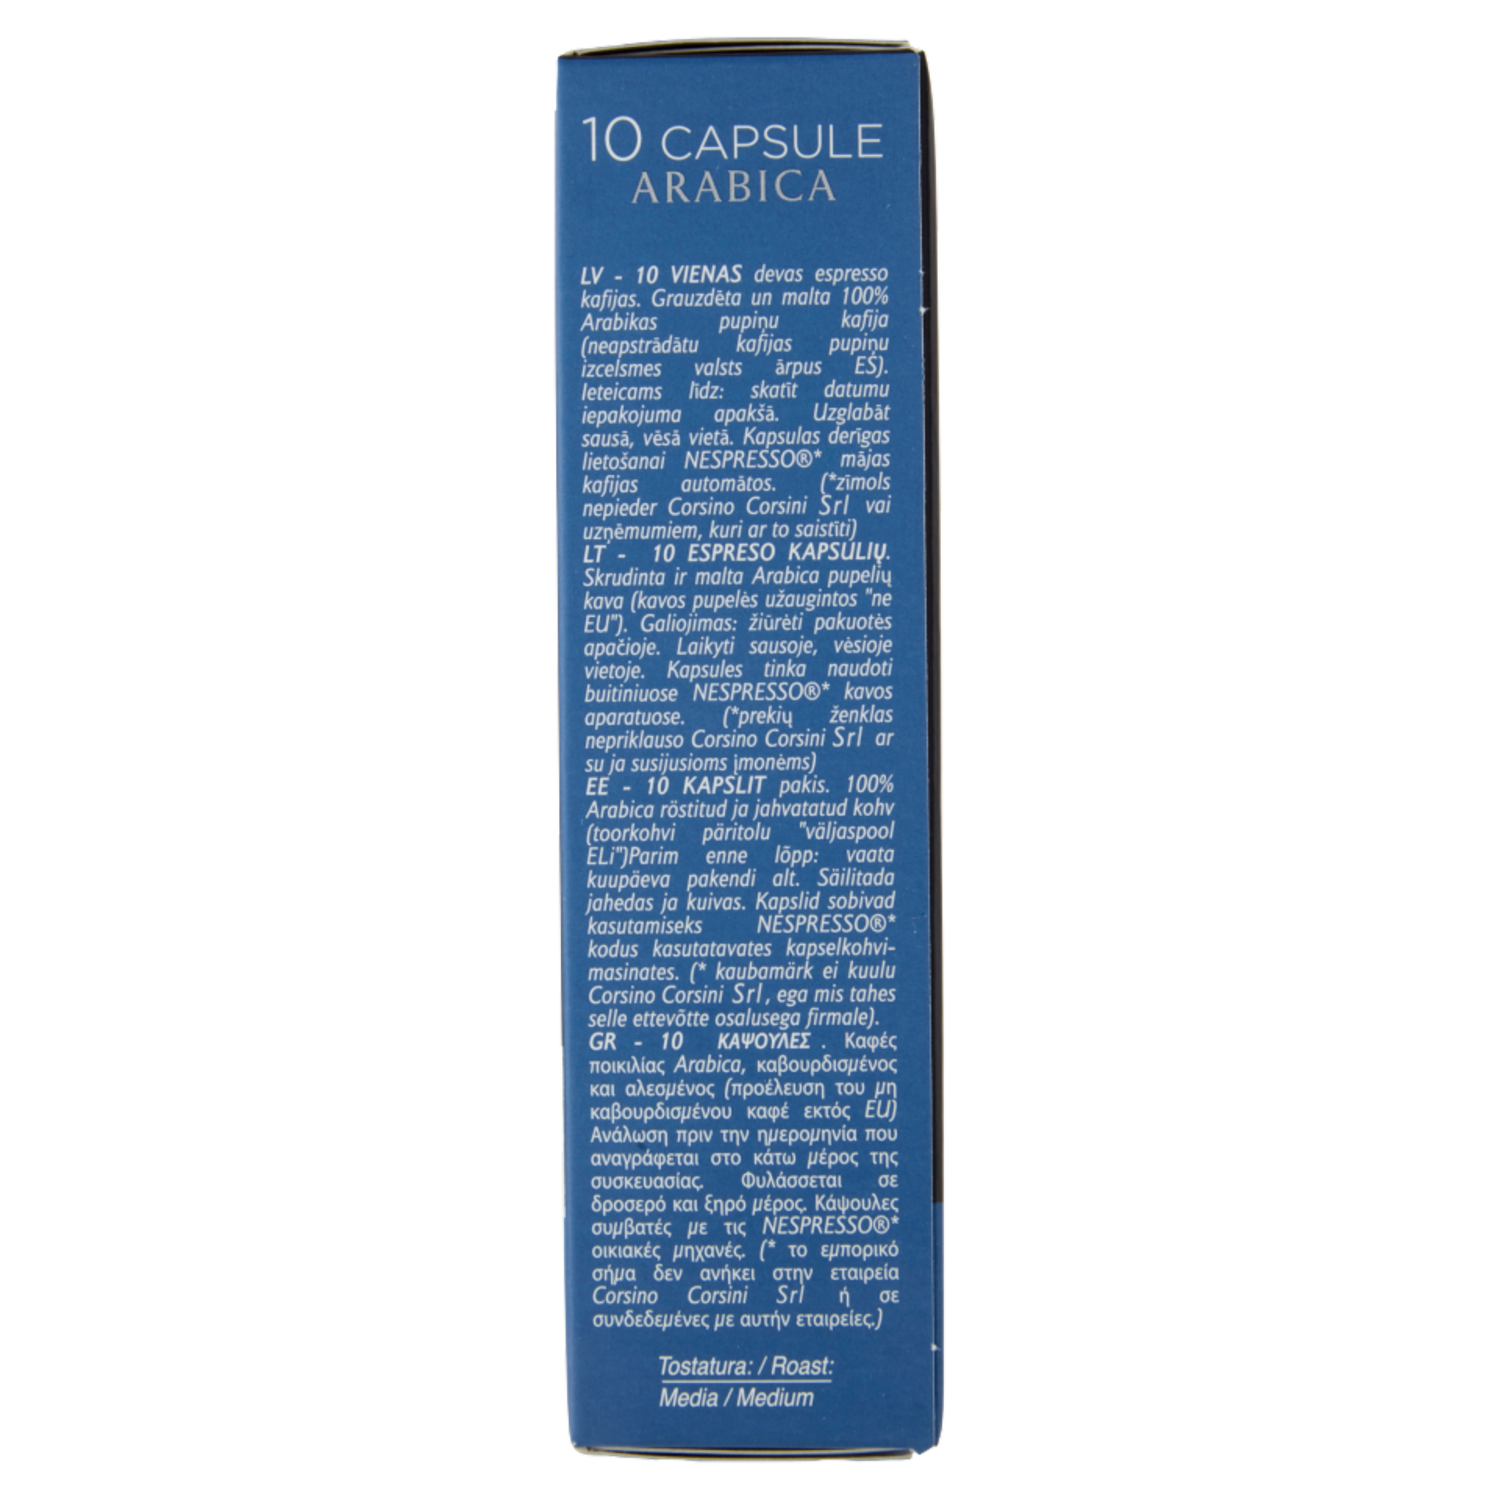 10 CAPSULE
ARABICA
LV - 10 VIENAS devas espresso
kafijas. Grauzdēta un malta 100%
Arabikas pupiņu kafija
(neapstrādātu kafijas pupiņu
izcelsmes valsts ārpus ES).
Ieteicams līdz: skatīt datumu
iepakojuma apakšā. Uzglabāt
sausā, vēsā vietā. Kapsulas derīgas
lietošanai NESPRESSO®* mājas
kafijas automātos. (*zīmols
nepieder Corsino Corsini Srl vai
uzņēmumiem, kuri ar to saistīti)
LT - 10 ESPRESO KAPSULIŲ.
Skrudinta ir malta Arabica pupelių
kava (kavos pupelės užaugintos "ne
EU"). Galiojimas: žiūrėti pakuotės
apačioje. Laikyti sausoje, vėsioje
vietoje. Kapsules tinka naudoti
buitiniuose NESPRESSO®* kavos
aparatuose. (*prekių ženklas
nepriklauso Corsino Corsini Srl ar
su ja susijusioms įmonėms)
EE - 10 KAPSLIT pakis. 100%
Arabica röstitud ja jahvatatud kohv
(toorkohvi päritolu "väljaspool
ELi")Parim enne lõpp: vaata
kuupäeva pakendi alt. Säilitada
jahedas ja kuivas. Kapslid sobivad
kasutamiseks NESPRESSO®*
kodus kasutatavates kapselkohvi-
masinates. (* kaubamärk ei kuulu
Corsino Corsini Srl, ega mis tahes
selle ettevõtte osalusega firmale).
GR - 10 ΚΑΨΟΥΛΕΣ . Καφές
ποικιλίας Arabica, καβουρδισμένος
και αλεσμένος (προέλευση του μη
καβουρδισμένου καφέ εκτός EU)
Ανάλωση πριν την ημερομηνία που
αναγράφεται στο κάτω μέρος της
συσκευασίας. Φυλάσσεται σε
δροσερό και ξηρό μέρος. Κάψουλες
συμβατές με τις NESPRESSO®*
οικιακές μηχανές. (* το εμπορικό
σήμα δεν ανήκει στην εταιρεία
Corsino Corsini Srl ή σε
συνδεδεμένες με αυτήν εταιρείες.)
Tostatura: / Roast:
Media / Medium